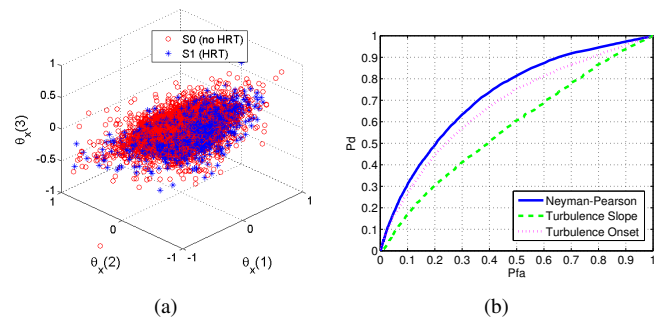 S0 (no HRT)
S1 (HRT)
θx(3)
1
0.5
0
-0.5
-1
1
0
-1
-1
0
1
θx(2)
θx(1)
(a)
Pd
1
0.9
0.8
0.7
0.6
0.5
0.4
0.3
0.2
0.1
0
0 0.1 0.2 0.3 0.4 0.5 0.6 0.7 0.8 0.9 1
Pfa
Neyman-Pearson
Turbulence Slope
Turbulence Onset
(b)